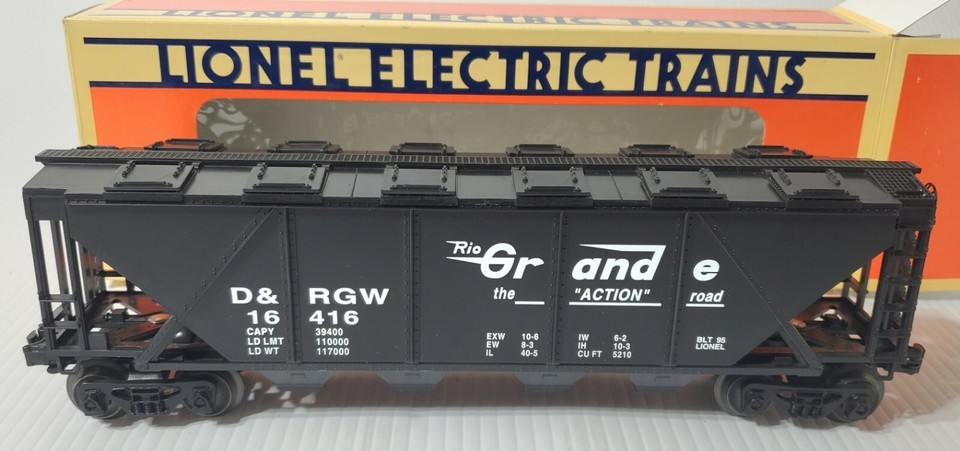 LIONEL ELECTRIC TRAINS
Rio Grande
the "ACTION" road
D& RGW
16 416
CAPY 39400
LD LMT 110000
LD WT 117000
EXW 10-6
EW 8-3
IL 40-5
IW 6-2
IH 10-3
CU FT 5210
BLT 95
LIONEL